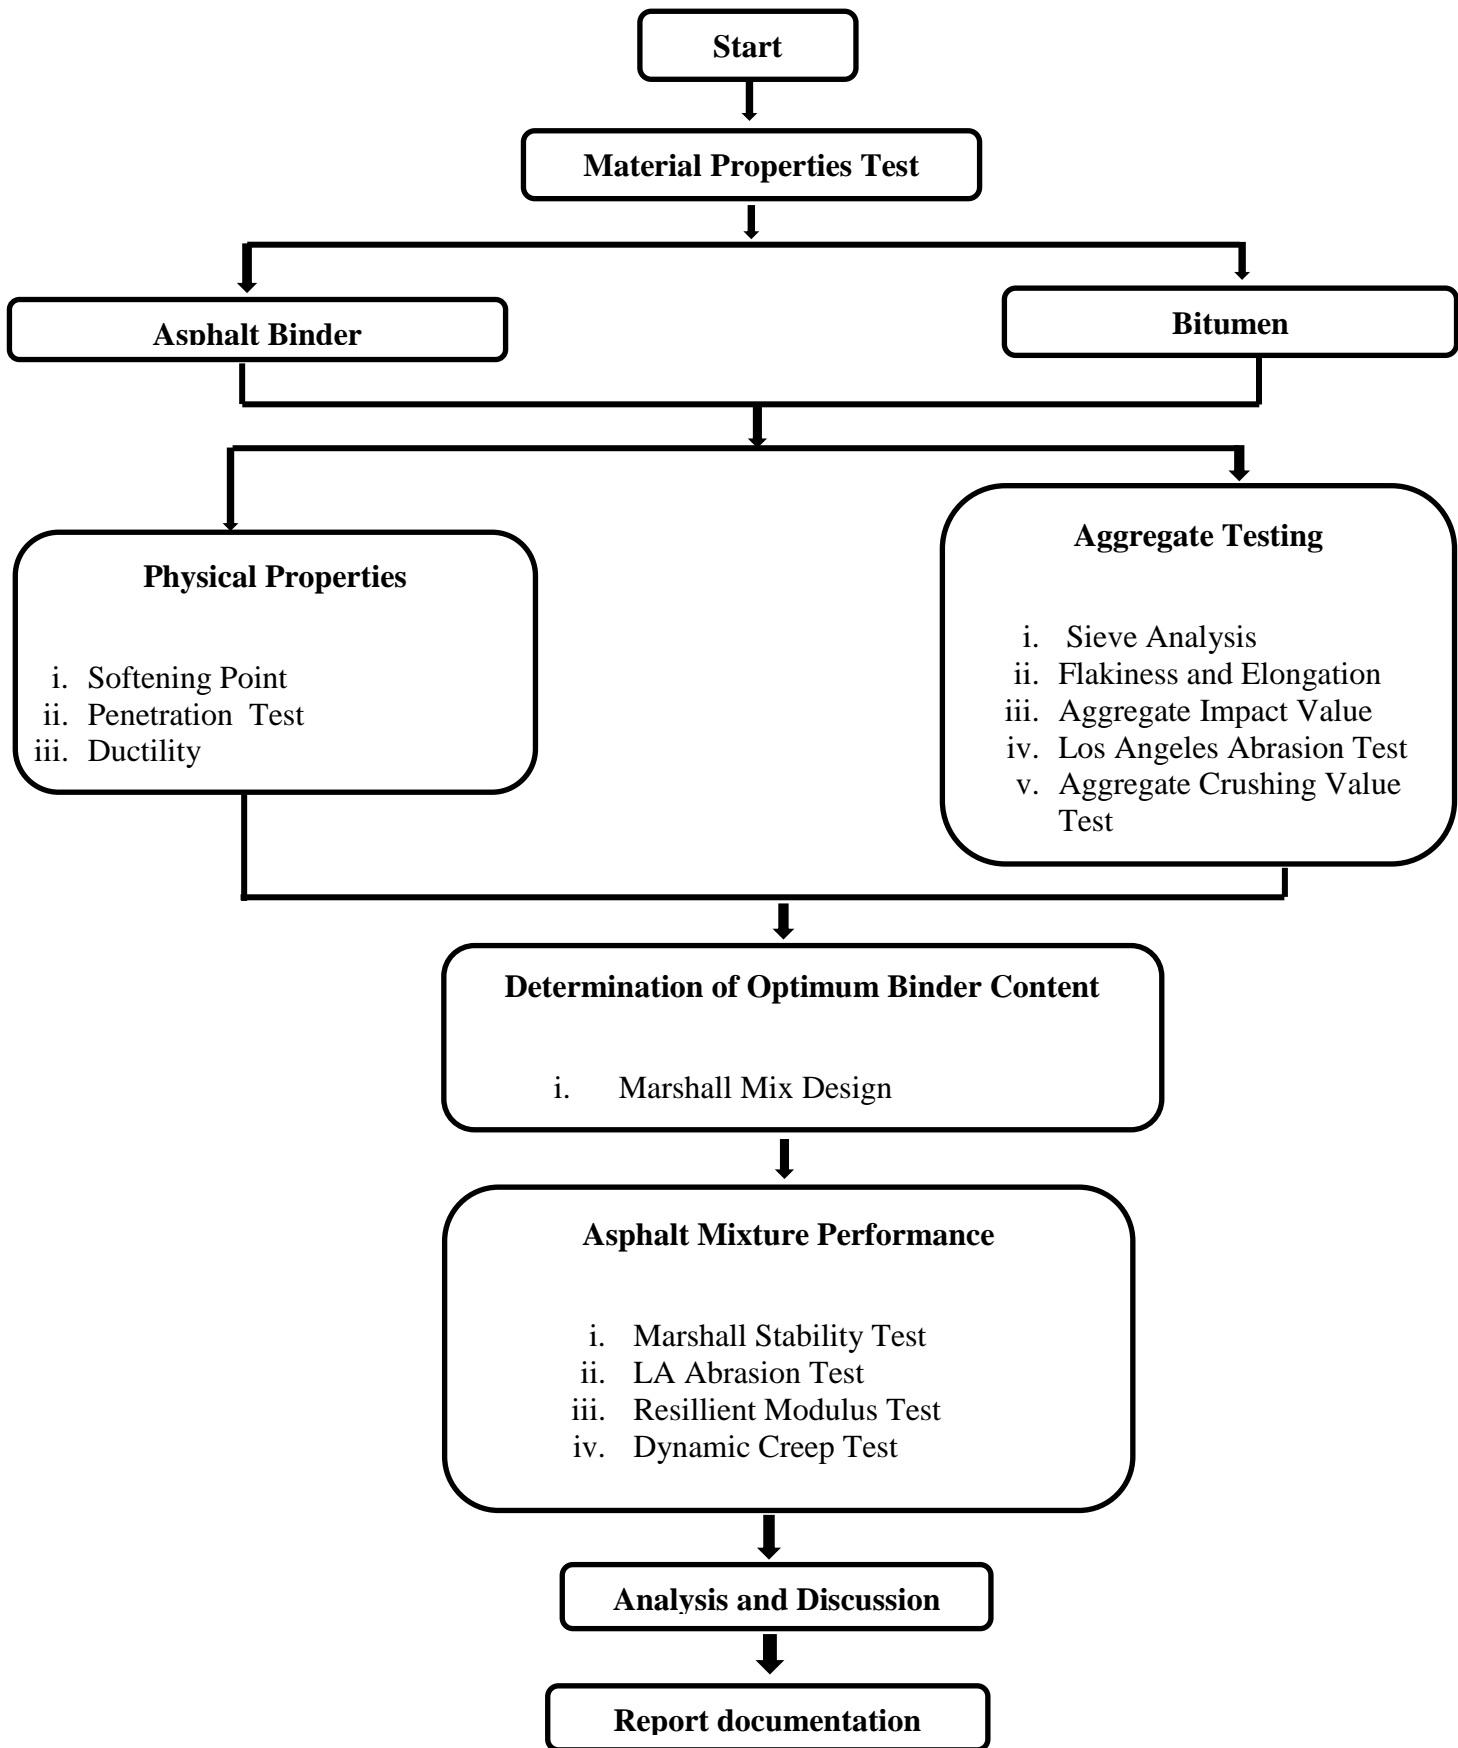 Start
Material Properties Test
Asphalt Binder
Bitumen
Physical Properties
i. Softening Point
ii. Penetration Test
iii. Ductility
Aggregate Testing
i. Sieve Analysis
ii. Flakiness and Elongation
iii. Aggregate Impact Value
iv. Los Angeles Abrasion Test
v. Aggregate Crushing Value
Test
Determination of Optimum Binder Content
i. Marshall Mix Design
Asphalt Mixture Performance
i. Marshall Stability Test
ii. LA Abrasion Test
iii. Resillient Modulus Test
iv. Dynamic Creep Test
Analysis and Discussion
Report documentation